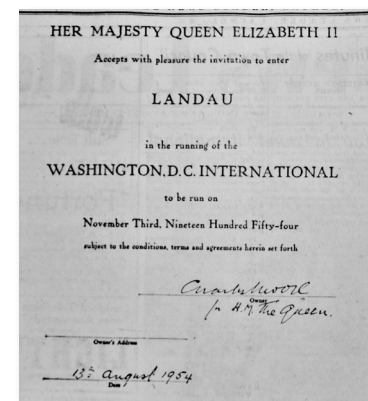 HER MAJESTY QUEEN ELIZABETH II
Accepts with pleasure the invitation to enter
LANDAU
in the running of the
WASHINGTON, D.C. INTERNATIONAL
to be run on
November Third, Nineteen Hundred Fifty-four
subject to the conditions, terms and agreements herein set forth
Charles Moore
Owner
for H.M. The Queen.
Owner's Address
13th August 1954
Date